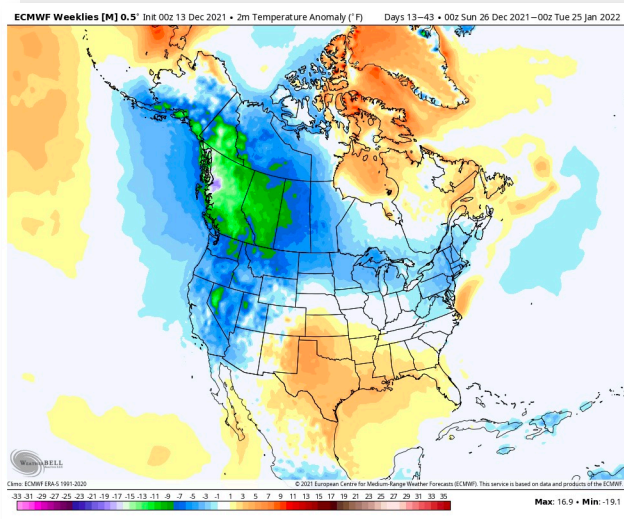 ECMWF Weeklies [M] 0.5° Init 00z 13 Dec 2021 • 2m Temperature Anomaly (°F) Days 13−43 • 00z Sun 26 Dec 2021−00z Tue 25 Jan 2022
WEATHERBELL
Climo: ECMWF ERA-5 1991-2020 © 2021 European Centre for Medium-Range Weather Forecasts (ECMWF). This service is based on data and products of the ECMWF.
-33 -31 -29 -27 -25 -23 -21 -19 -17 -15 -13 -11 -9 -7 -5 -3 -1 1 3 5 7 9 11 13 15 17 19 21 23 25 27 29 31 33 35
Max: 16.9 • Min: -19.1